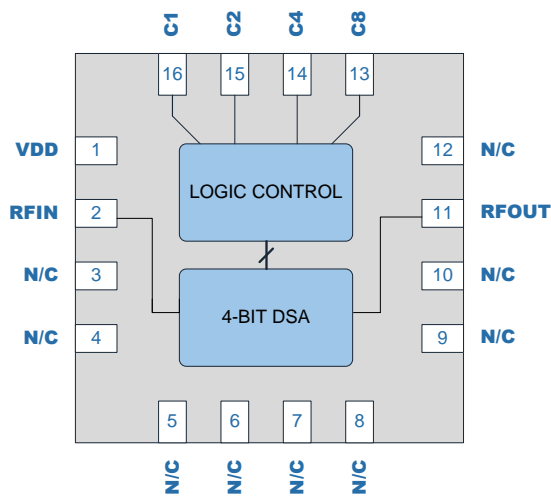 C1 C2 C4 C8
16 15 14 13
VDD 1 12 N/C
LOGIC CONTROL
RFIN 2 11 RFOUT
N/C 3 10 N/C
4-BIT DSA
N/C 4 9 N/C
5 6 7 8
N/C N/C N/C N/C